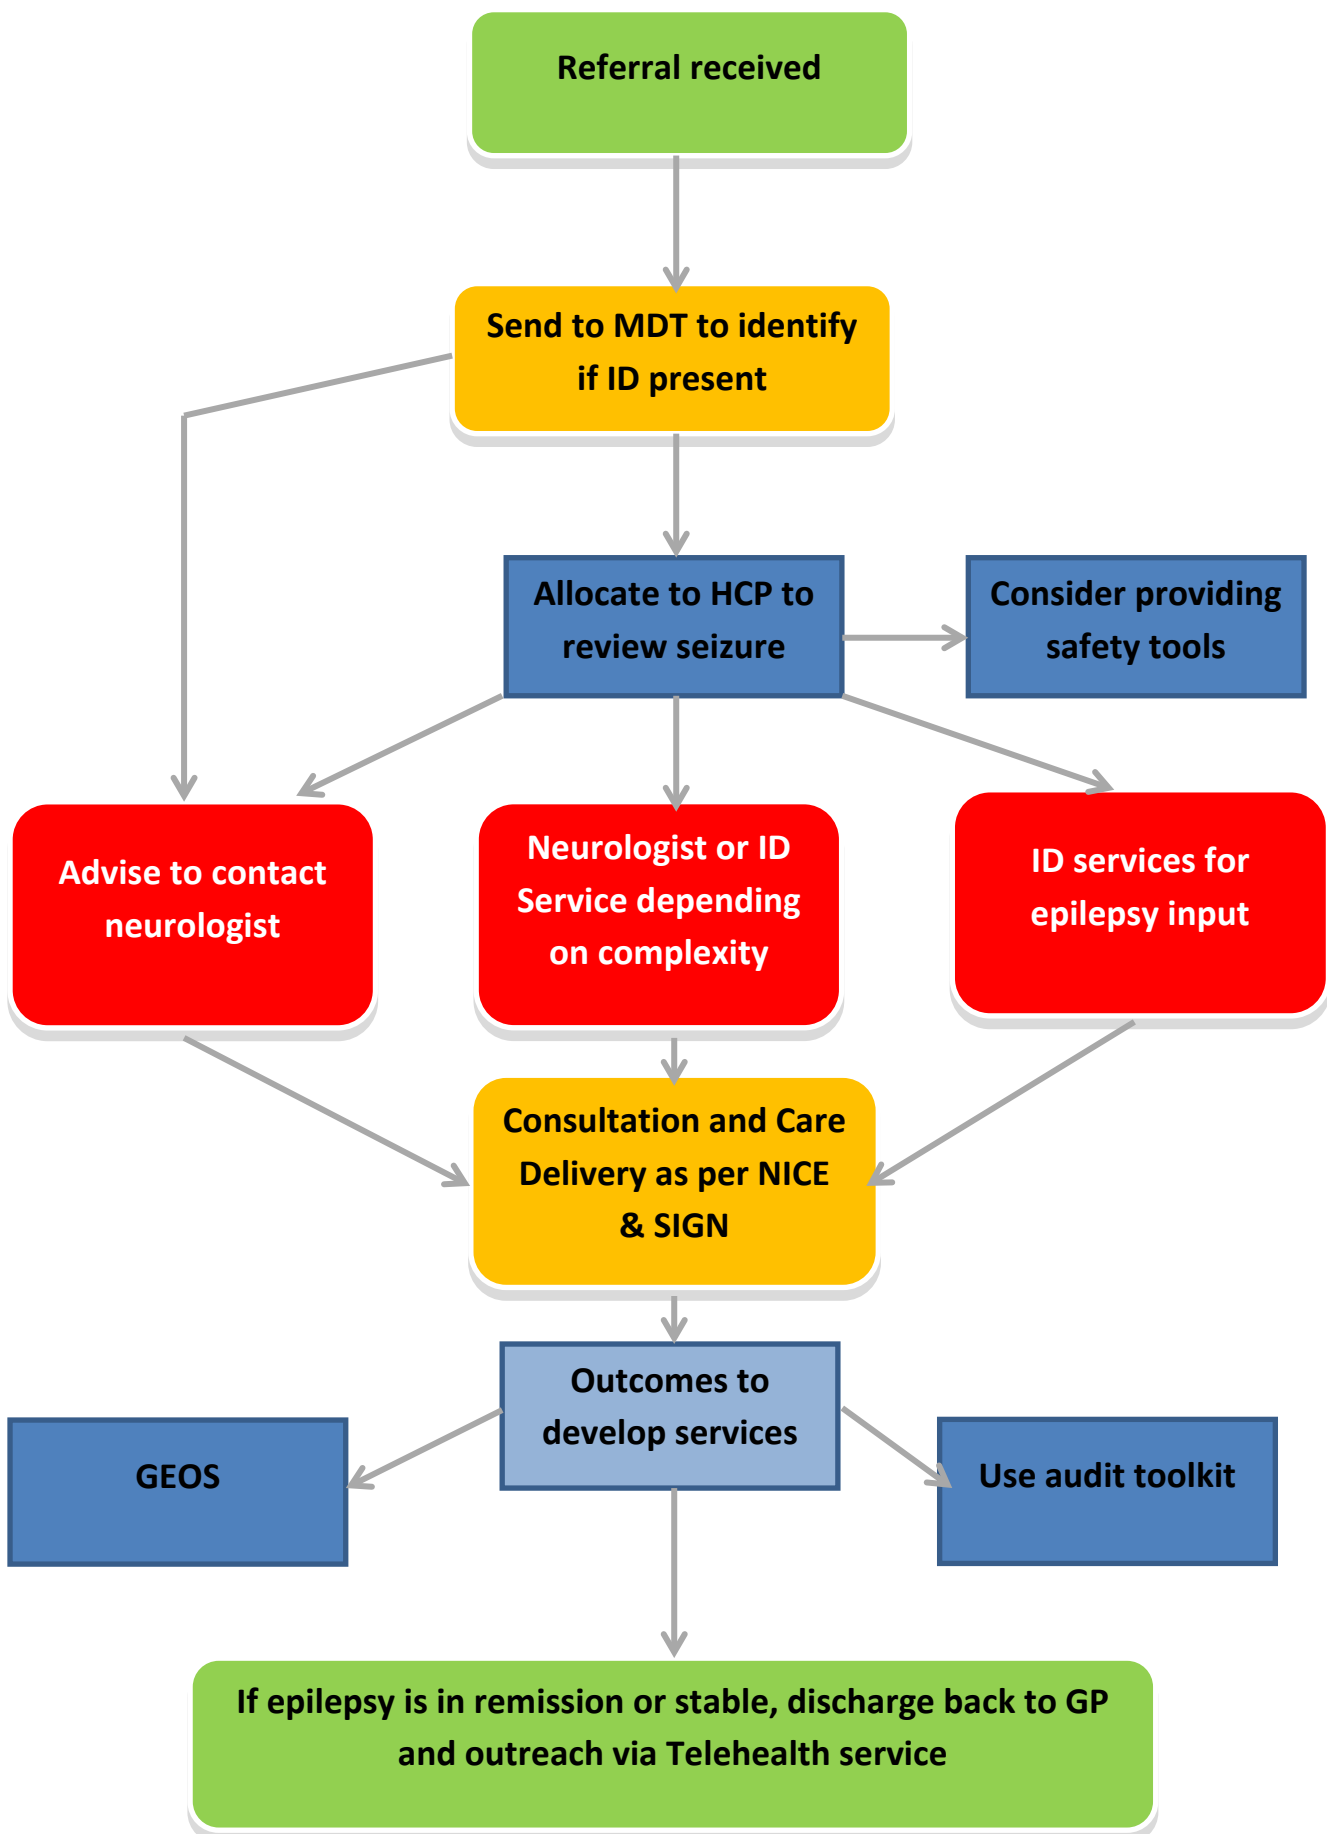 Referral received
Send to MDT to identify
if ID present
Allocate to HCP to
review seizure
Consider providing
safety tools
Advise to contact
neurologist
Neurologist or ID
Service depending
on complexity
ID services for
epilepsy input
Consultation and Care
Delivery as per NICE
& SIGN
Outcomes to
develop services
GEOS
Use audit toolkit
If epilepsy is in remission or stable, discharge back to GP
and outreach via Telehealth service